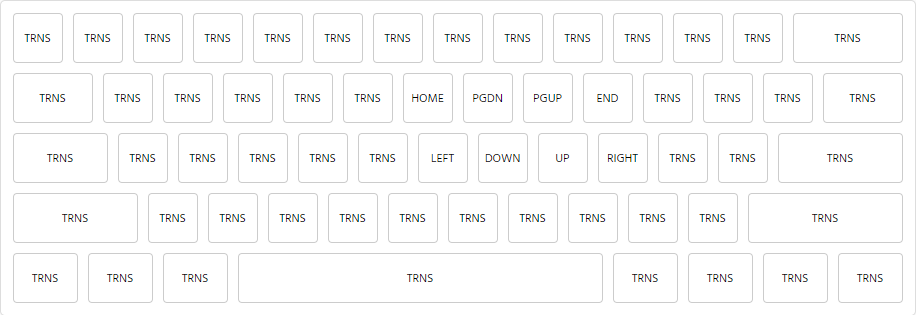 TRNS TRNS TRNS TRNS TRNS TRNS TRNS TRNS TRNS TRNS TRNS TRNS TRNS TRNS
TRNS TRNS TRNS TRNS TRNS TRNS HOME PGDN PGUP END TRNS TRNS TRNS TRNS
TRNS TRNS TRNS TRNS TRNS TRNS LEFT DOWN UP RIGHT TRNS TRNS TRNS
TRNS TRNS TRNS TRNS TRNS TRNS TRNS TRNS TRNS TRNS TRNS TRNS
TRNS TRNS TRNS TRNS TRNS TRNS TRNS TRNS